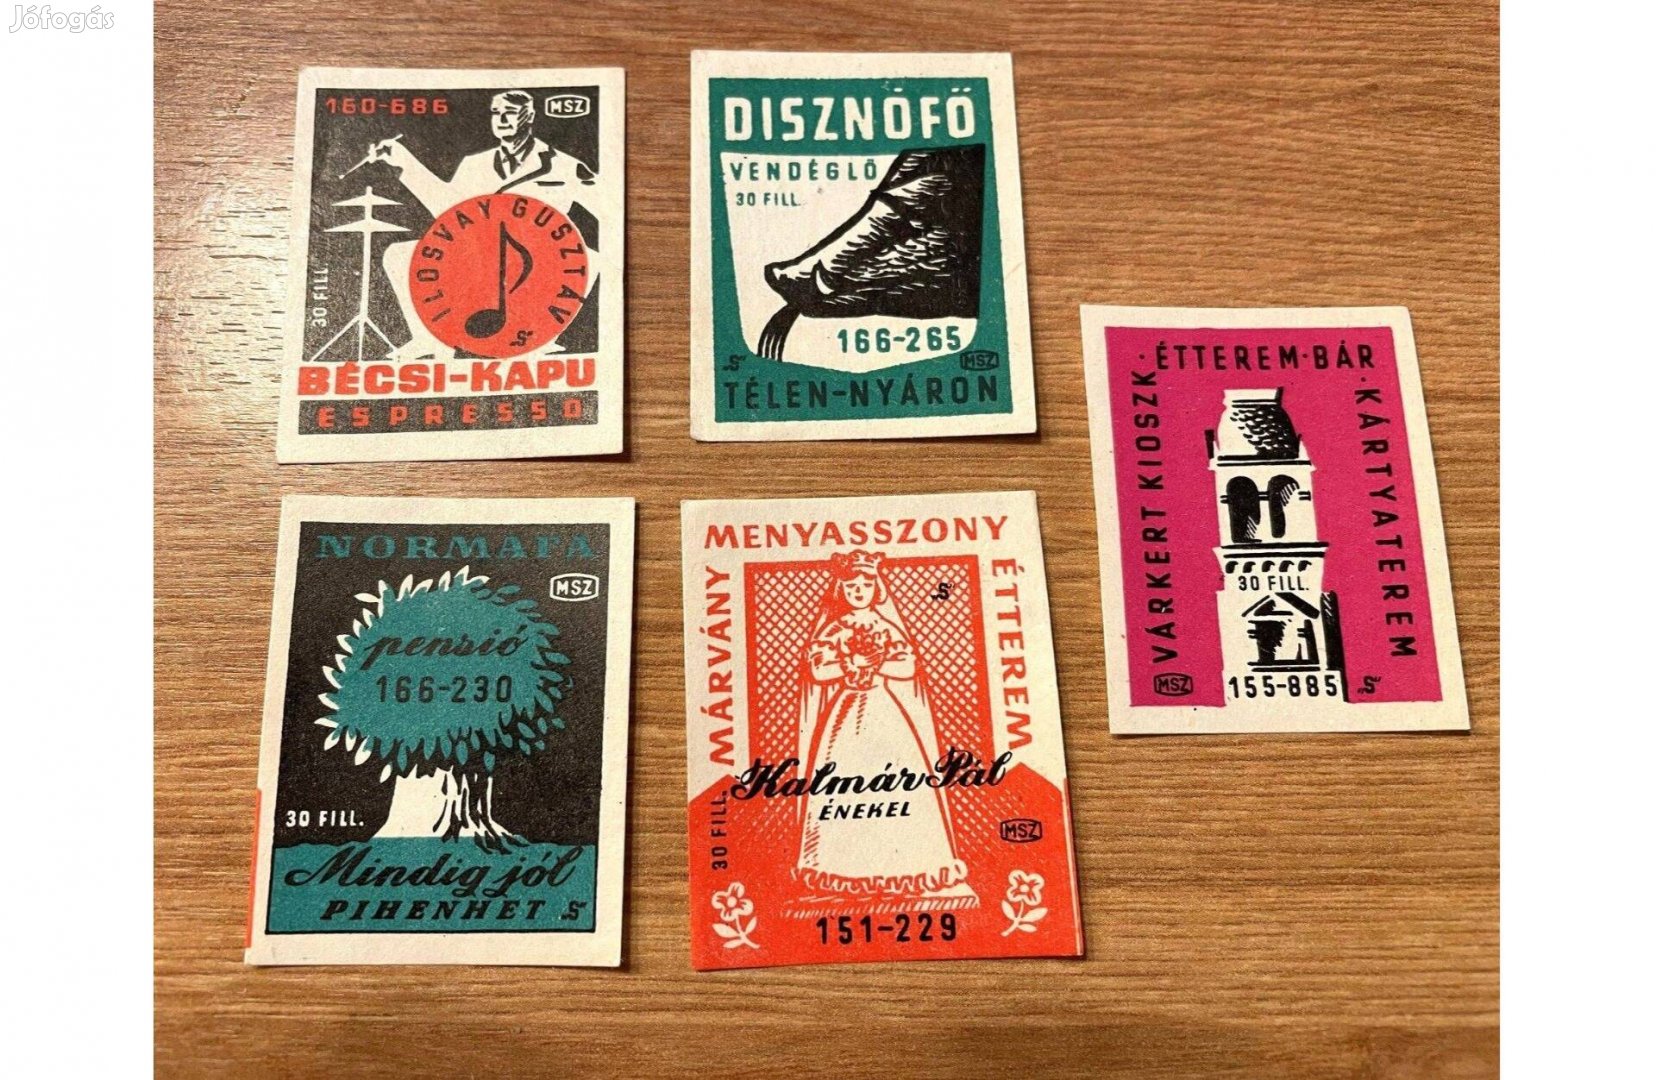 Jófogás
160-686
MSZ
ILOSVAY GUSZTÁV
30 FILL.
"S"
BÉCSI-KAPU
ESPRESSO
DISZNÓFŐ
VENDÉGLŐ
30 FILL.
166-265
"S"
MSZ
TÉLEN-NYÁRON
·ÉTTEREM·BÁR
·KÁRTYATEREM
VÁRKERT KIOSZK
30 FILL.
MSZ
155-885
"S"
NORMAFA
MSZ
pensió
166-230
30 FILL.
Mindig jól
PIHENHET
"S"
MENYASSZONY
MÁRVÁNY
ÉTTEREM
"S"
Kalmár Pál
ÉNEKEL
30 FILL.
MSZ
151-229